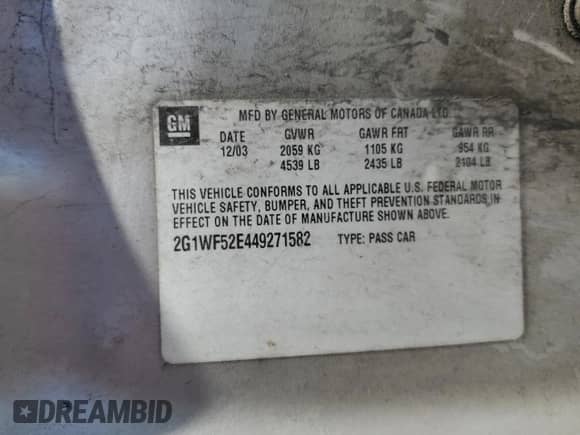 GM
MFD BY GENERAL MOTORS OF CANADA LTD
DATE GVWR GAWR FRT GAWR RR
12/03 2059 KG 1105 KG 954 KG
4539 LB 2435 LB 2104 LB
THIS VEHICLE CONFORMS TO ALL APPLICABLE U.S. FEDERAL MOTOR
VEHICLE SAFETY, BUMPER, AND THEFT PREVENTION STANDARDS IN
EFFECT ON THE DATE OF MANUFACTURE SHOWN ABOVE.
2G1WF52E449271582 TYPE: PASS CAR
DREAMBID